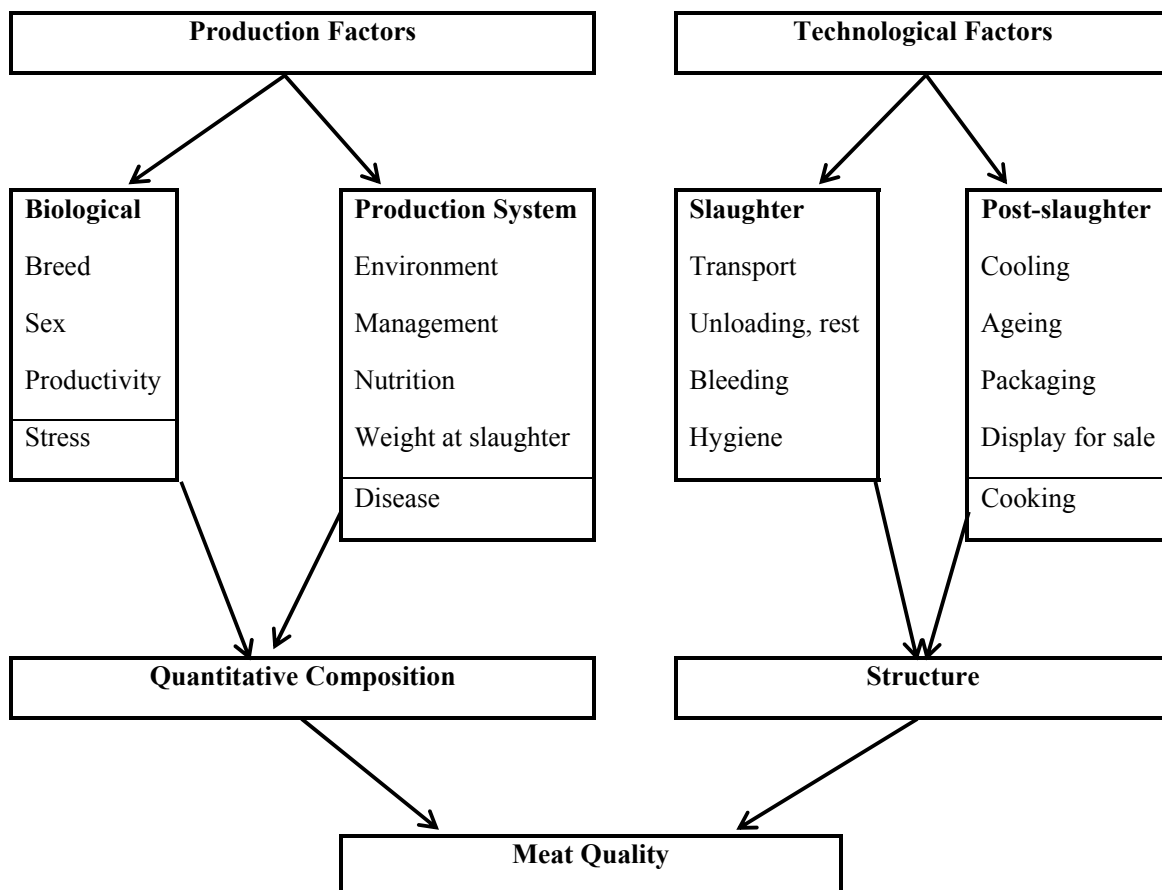 Production Factors
Technological Factors
Biological
Breed
Sex
Productivity
Stress
Production System
Environment
Management
Nutrition
Weight at slaughter
Disease
Slaughter
Transport
Unloading, rest
Bleeding
Hygiene
Post-slaughter
Cooling
Ageing
Packaging
Display for sale
Cooking
Quantitative Composition
Structure
Meat Quality